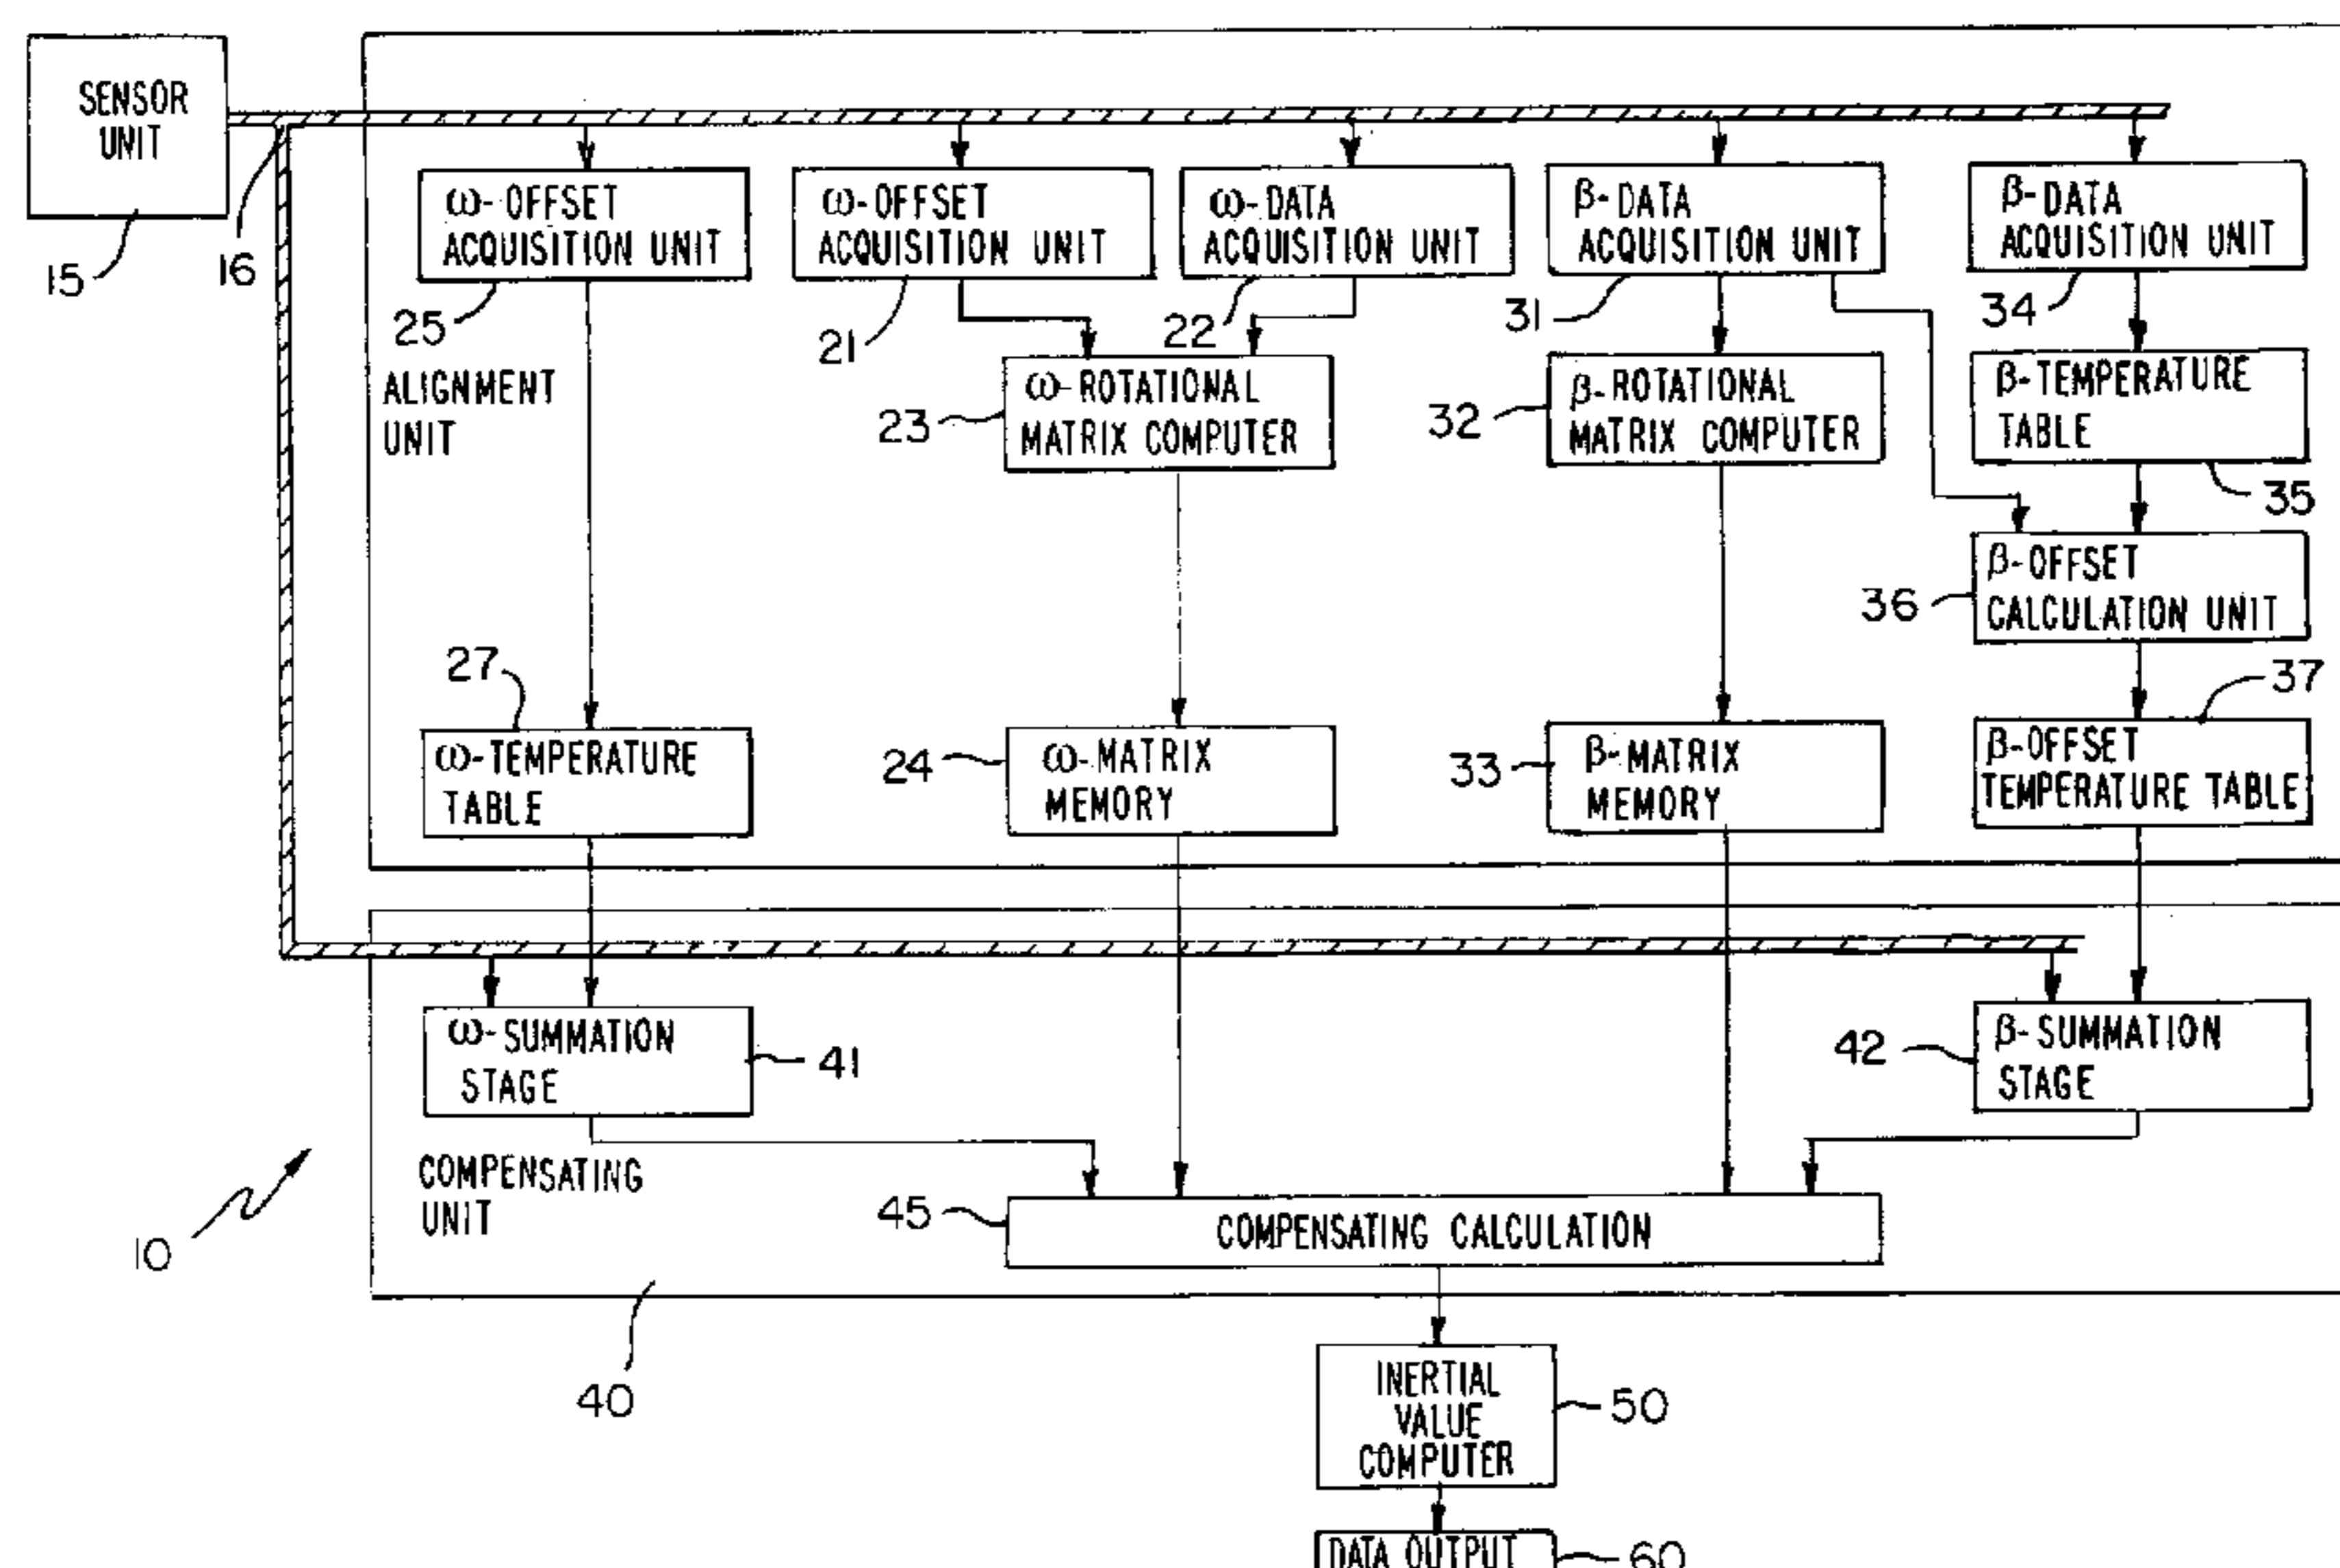 SENSOR
UNIT
15
16
ω-OFFSET
ACQUISITION UNIT
25
ω-OFFSET
ACQUISITION UNIT
21
ω-DATA
ACQUISITION UNIT
22
β-DATA
ACQUISITION UNIT
31
β-DATA
ACQUISITION UNIT
34
ALIGNMENT
UNIT
23
ω-ROTATIONAL
MATRIX COMPUTER
32
β-ROTATIONAL
MATRIX COMPUTER
β-TEMPERATURE
TABLE
35
36
β-OFFSET
CALCULATION UNIT
27
ω-TEMPERATURE
TABLE
24
ω-MATRIX
MEMORY
33
β-MATRIX
MEMORY
37
β-OFFSET
TEMPERATURE TABLE
ω-SUMMATION
STAGE
41
42
β-SUMMATION
STAGE
COMPENSATING
UNIT
10
45
COMPENSATING CALCULATION
40
INERTIAL
VALUE
COMPUTER
50
DATA OUTPUT
60